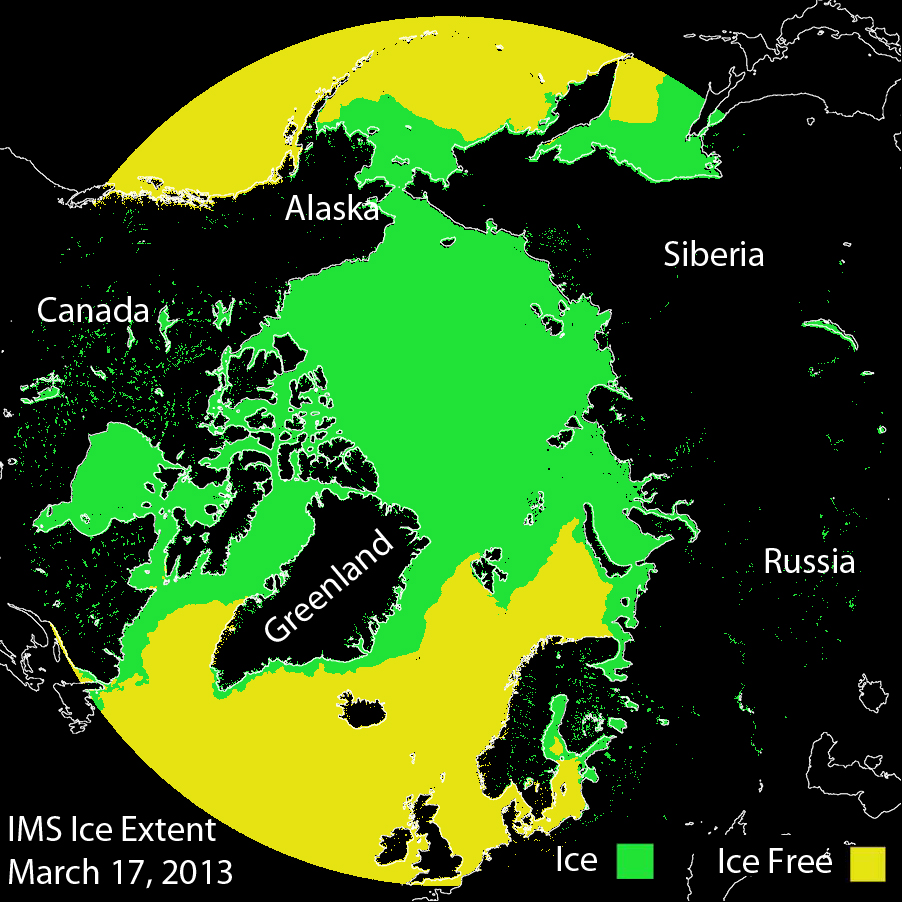 Alaska
Siberia
Canada
Greenland
Russia
IMS Ice Extent
March 17, 2013
Ice
Ice Free